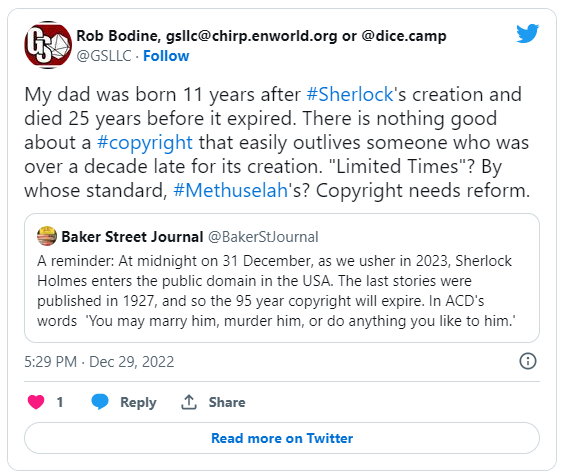 Rob Bodine, gsllc@chirp.enworld.org or @dice.camp
@GSLLC · Follow
My dad was born 11 years after #Sherlock's creation and
died 25 years before it expired. There is nothing good
about a #copyright that easily outlives someone who was
over a decade late for its creation. "Limited Times"? By
whose standard, #Methuselah's? Copyright needs reform.
Baker Street Journal @BakerStJournal
A reminder: At midnight on 31 December, as we usher in 2023, Sherlock
Holmes enters the public domain in the USA. The last stories were
published in 1927, and so the 95 year copyright will expire. In ACD's
words 'You may marry him, murder him, or do anything you like to him.'
5:29 PM · Dec 29, 2022
1 Reply Share
Read more on Twitter